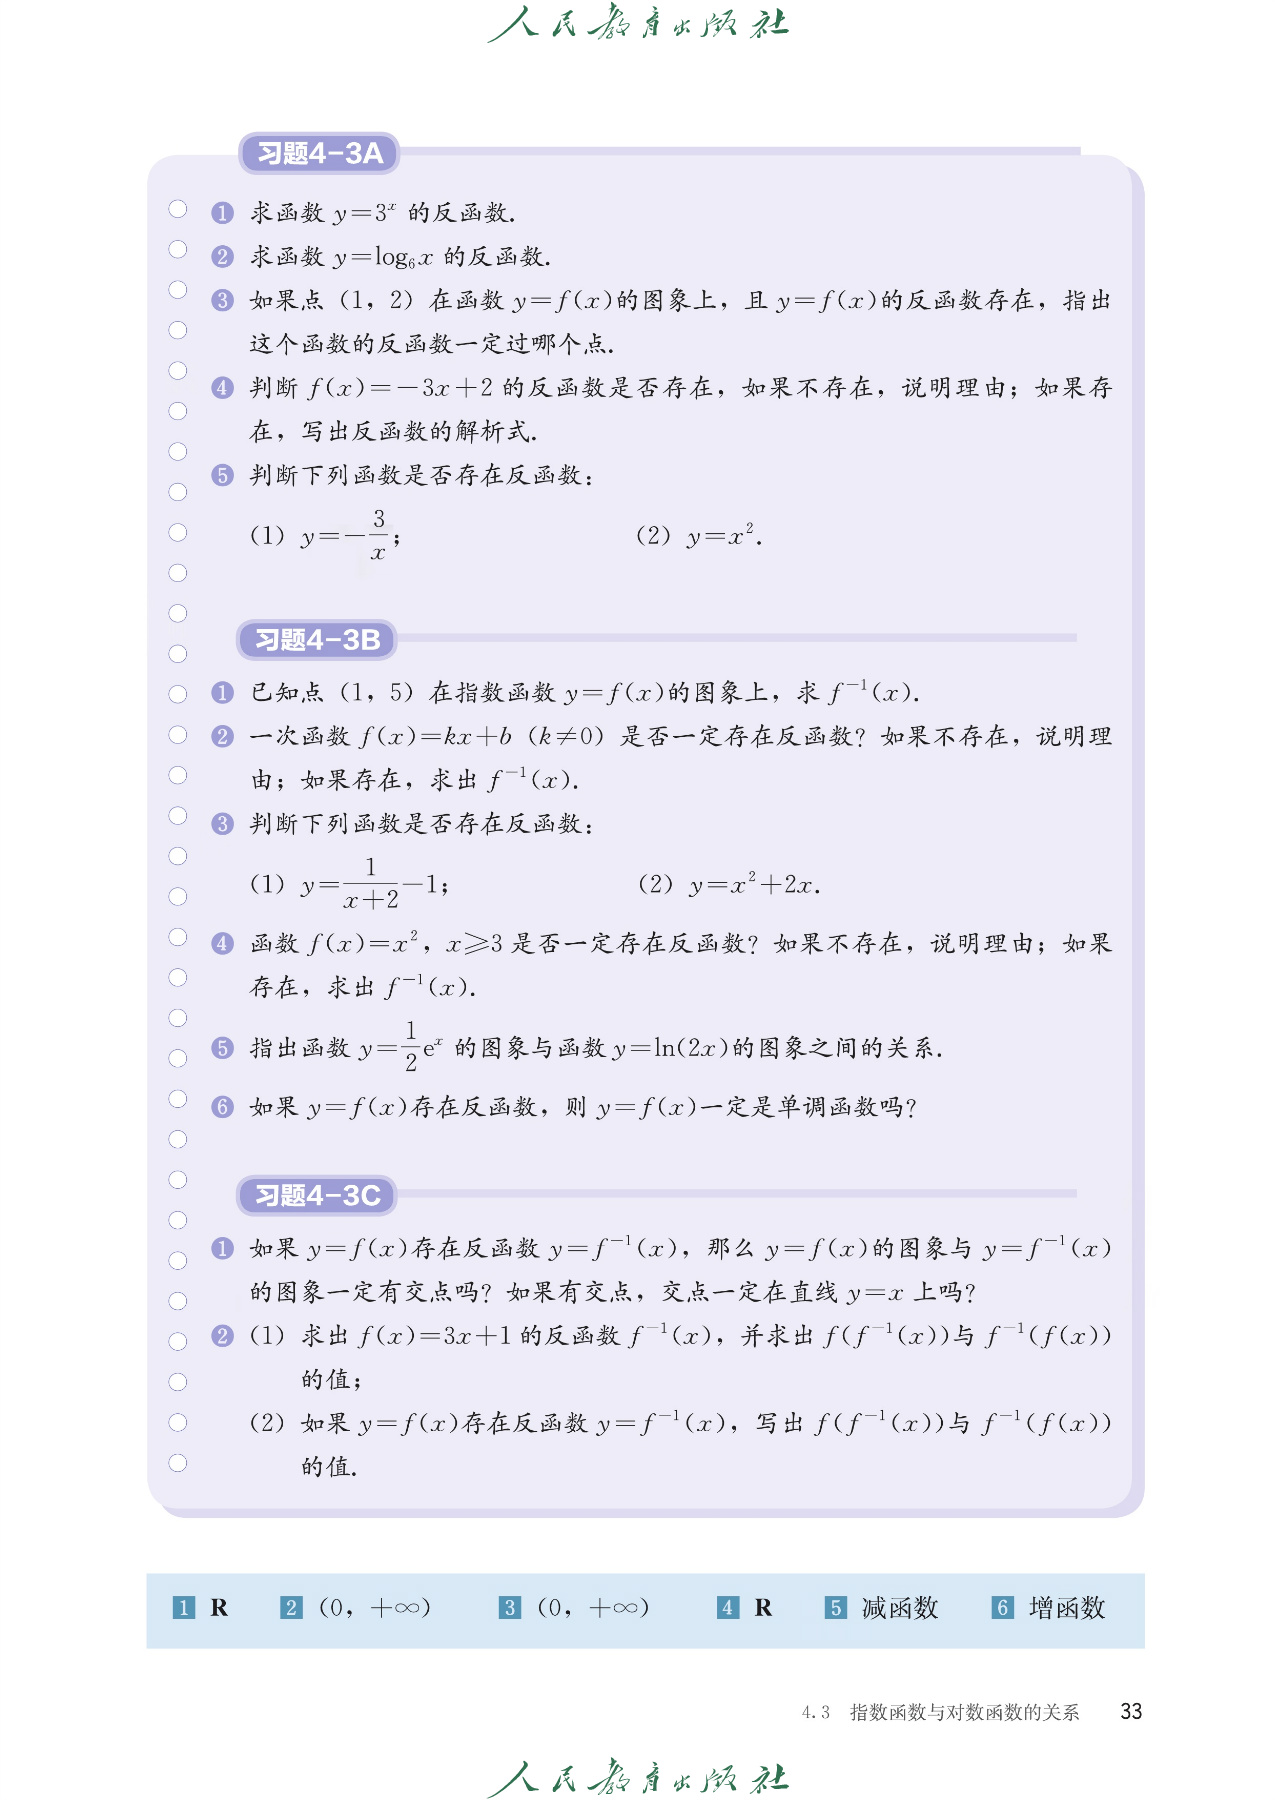 人民教育出版社
习题4-3A
1 求函数 y=3ˣ 的反函数.
2 求函数 y=log₆x 的反函数.
3 如果点（1，2）在函数 y=f(x)的图象上，且 y=f(x)的反函数存在，指出
这个函数的反函数一定过哪个点.
4 判断 f(x)=-3x+2 的反函数是否存在，如果不存在，说明理由；如果存
在，写出反函数的解析式.
5 判断下列函数是否存在反函数：
（1）y=-3/x； （2）y=x².
习题4-3B
1 已知点（1，5）在指数函数 y=f(x)的图象上，求 f⁻¹(x).
2 一次函数 f(x)=kx+b（k≠0）是否一定存在反函数？如果不存在，说明理
由；如果存在，求出 f⁻¹(x).
3 判断下列函数是否存在反函数：
（1）y=1/(x+2)-1； （2）y=x²+2x.
4 函数 f(x)=x²，x⩾3 是否一定存在反函数？如果不存在，说明理由；如果
存在，求出 f⁻¹(x).
5 指出函数 y=1/2eˣ 的图象与函数 y=ln(2x)的图象之间的关系.
6 如果 y=f(x)存在反函数，则 y=f(x)一定是单调函数吗？
习题4-3C
1 如果 y=f(x)存在反函数 y=f⁻¹(x)，那么 y=f(x)的图象与 y=f⁻¹(x)
的图象一定有交点吗？如果有交点，交点一定在直线 y=x 上吗？
2（1）求出 f(x)=3x+1 的反函数 f⁻¹(x)，并求出 f(f⁻¹(x))与 f⁻¹(f(x))
的值；
（2）如果 y=f(x)存在反函数 y=f⁻¹(x)，写出 f(f⁻¹(x))与 f⁻¹(f(x))
的值.
1 R 2（0，+∞） 3（0，+∞） 4 R 5 减函数 6 增函数
4.3 指数函数与对数函数的关系 33
人民教育出版社